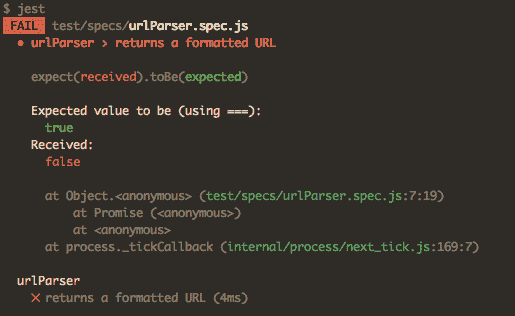 $ jest
FAIL test/specs/urlParser.spec.js
● urlParser › returns a formatted URL
expect(received).toBe(expected)
Expected value to be (using ===):
true
Received:
false
at Object.<anonymous> (test/specs/urlParser.spec.js:7:19)
at Promise (<anonymous>)
at <anonymous>
at process._tickCallback (internal/process/next_tick.js:169:7)
urlParser
✕ returns a formatted URL (4ms)